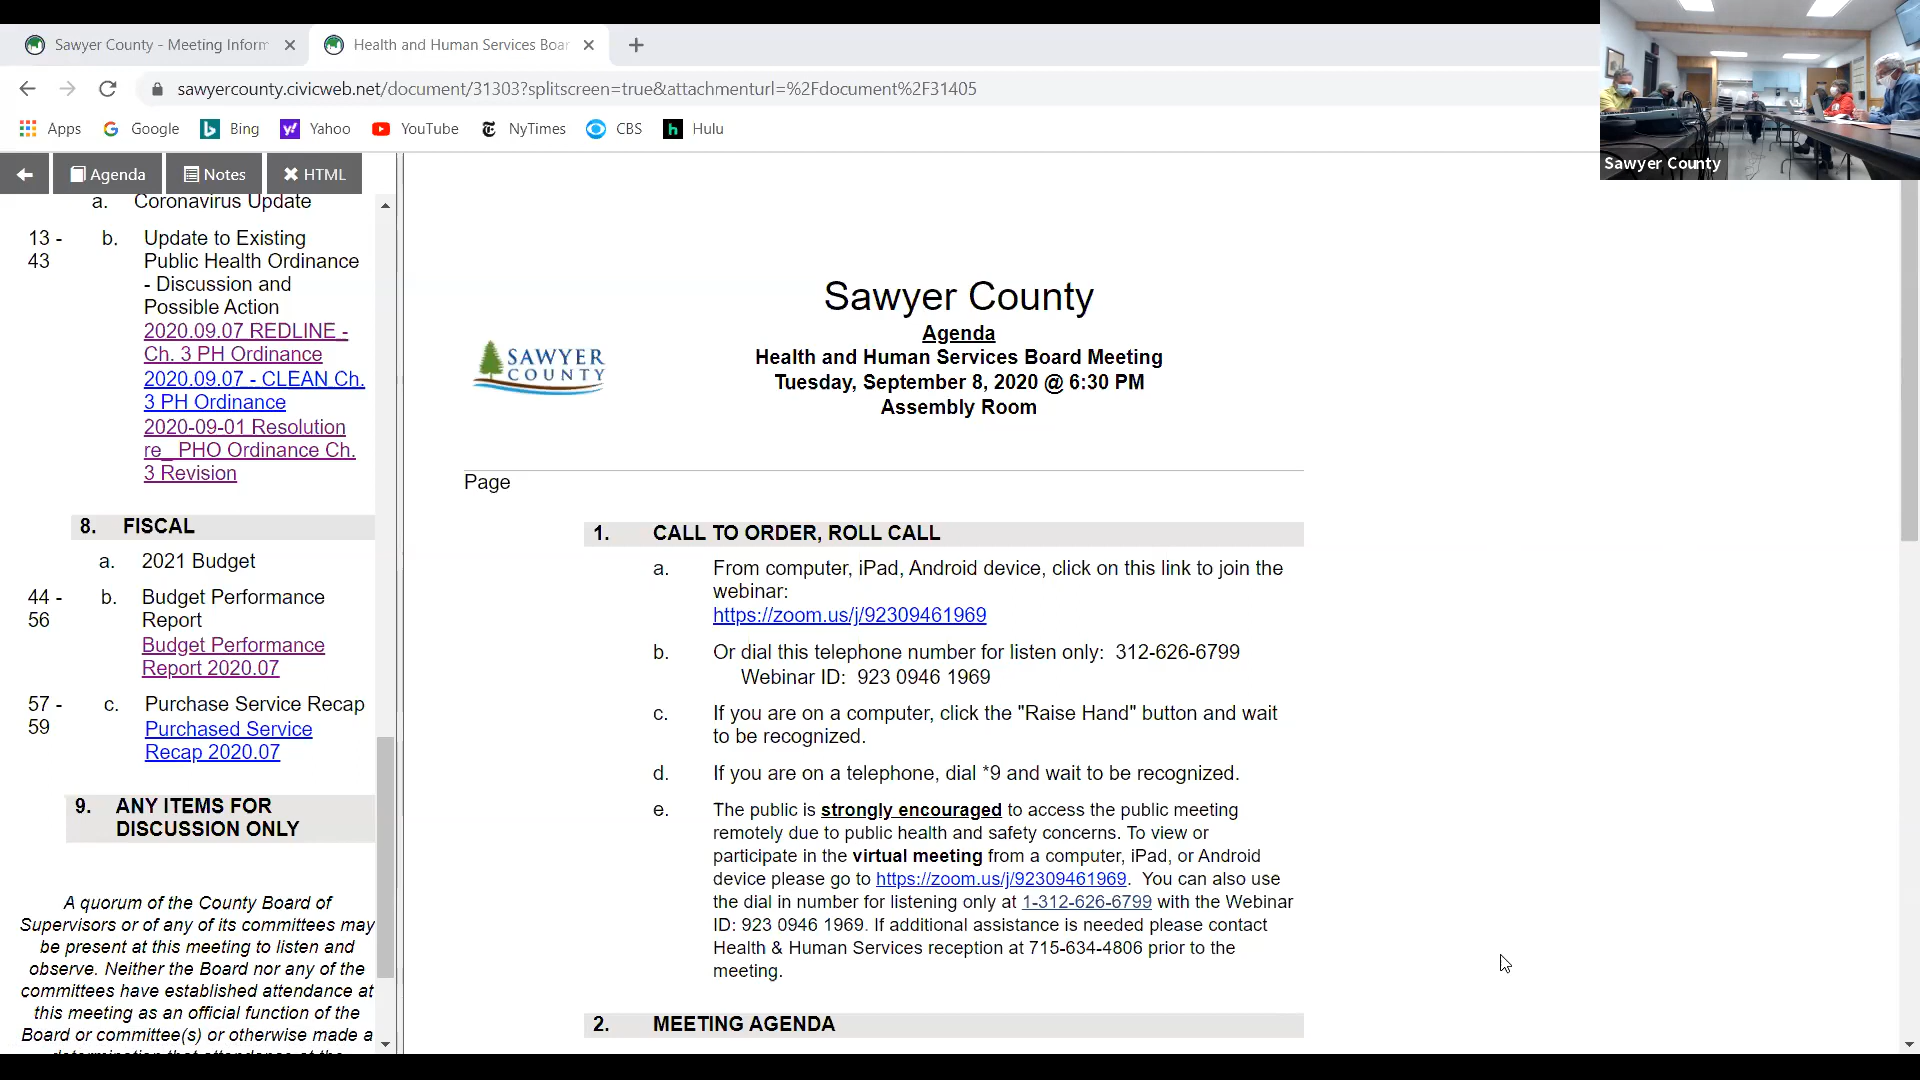 Sawyer County - Meeting Inform
Health and Human Services Boar
sawyercounty.civicweb.net/document/31303?splitscreen=true&attachmenturl=%2Fdocument%2F31405
Apps Google Bing Yahoo YouTube NyTimes CBS Hulu
Sawyer County
Agenda Notes HTML
a. Coronavirus Update
13 - b. Update to Existing
43 Public Health Ordinance
- Discussion and
Possible Action
2020.09.07 REDLINE -
Ch. 3 PH Ordinance
2020.09.07 - CLEAN Ch.
3 PH Ordinance
2020-09-01 Resolution
re_ PHO Ordinance Ch.
3 Revision
8. FISCAL
a. 2021 Budget
44 - b. Budget Performance
56 Report
Budget Performance
Report 2020.07
57 - c. Purchase Service Recap
59 Purchased Service
Recap 2020.07
9. ANY ITEMS FOR
DISCUSSION ONLY
A quorum of the County Board of
Supervisors or of any of its committees may
be present at this meeting to listen and
observe. Neither the Board nor any of the
committees have established attendance at
this meeting as an official function of the
Board or committee(s) or otherwise made a
determination that attendance at the
Sawyer County
SAWYER
COUNTY
Agenda
Health and Human Services Board Meeting
Tuesday, September 8, 2020 @ 6:30 PM
Assembly Room
Page
1. CALL TO ORDER, ROLL CALL
a. From computer, iPad, Android device, click on this link to join the
webinar:
https://zoom.us/j/92309461969
b. Or dial this telephone number for listen only: 312-626-6799
Webinar ID: 923 0946 1969
c. If you are on a computer, click the "Raise Hand" button and wait
to be recognized.
d. If you are on a telephone, dial *9 and wait to be recognized.
e. The public is strongly encouraged to access the public meeting
remotely due to public health and safety concerns. To view or
participate in the virtual meeting from a computer, iPad, or Android
device please go to https://zoom.us/j/92309461969. You can also use
the dial in number for listening only at 1-312-626-6799 with the Webinar
ID: 923 0946 1969. If additional assistance is needed please contact
Health & Human Services reception at 715-634-4806 prior to the
meeting.
2. MEETING AGENDA